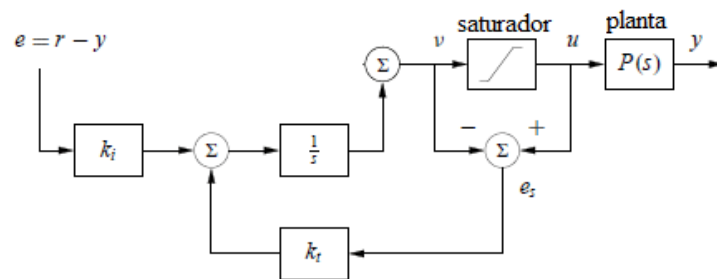 saturador
planta
e = r − y
v
u
y
Σ
P(s)
−
+
k_i
Σ
1/s
Σ
e_s
k_t